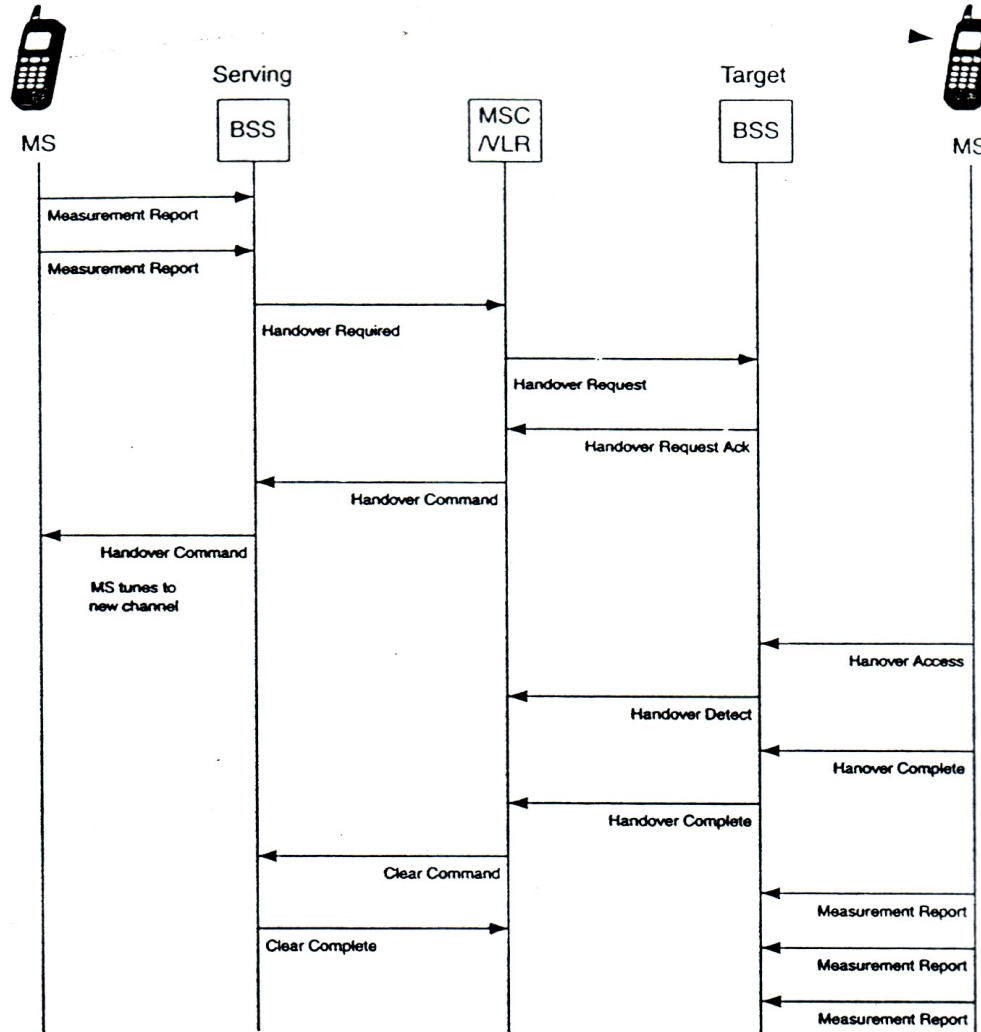 Serving
Target
MS
BSS
MSC
/VLR
BSS
MS
Measurement Report
Measurement Report
Handover Required
Handover Request
Handover Request Ack
Handover Command
Handover Command
MS tunes to
new channel
Hanover Access
Handover Detect
Hanover Complete
Handover Complete
Clear Command
Measurement Report
Clear Complete
Measurement Report
Measurement Report